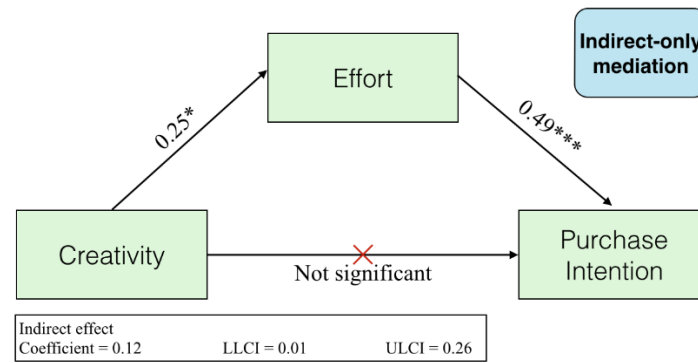 Indirect-only
mediation
Effort
0.25*
0.49***
Creativity
Not significant
Purchase
Intention
Indirect effect
Coefficient = 0.12 LLCI = 0.01 ULCI = 0.26